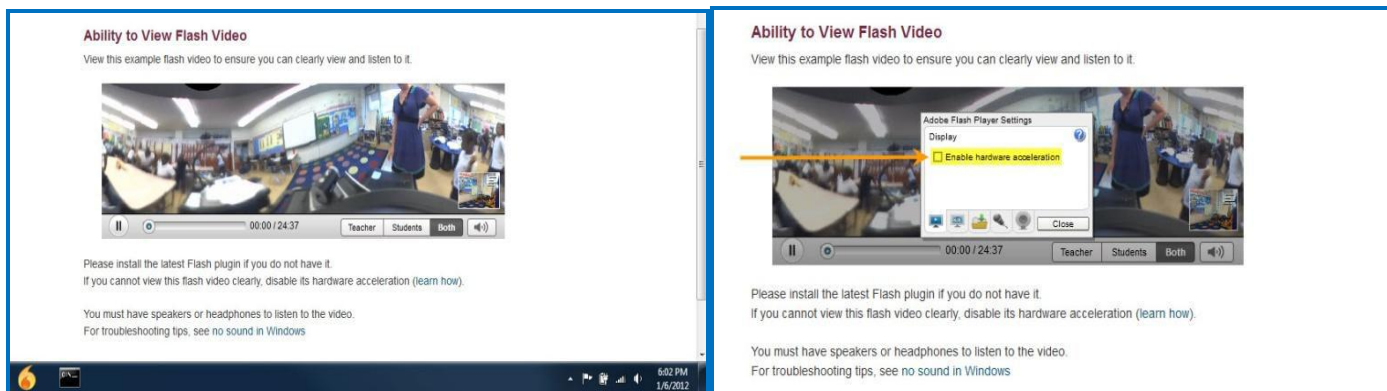 Ability to View Flash Video
View this example flash video to ensure you can clearly view and listen to it.
00:00 / 24:37
Teacher
Students
Both
Please install the latest Flash plugin if you do not have it.
If you cannot view this flash video clearly, disable its hardware acceleration (learn how).
You must have speakers or headphones to listen to the video.
For troubleshooting tips, see no sound in Windows
6:02 PM
1/6/2012
Ability to View Flash Video
View this example flash video to ensure you can clearly view and listen to it.
Adobe Flash Player Settings
Display
Enable hardware acceleration
Close
00:00 / 24:37
Teacher
Students
Both
Please install the latest Flash plugin if you do not have it.
If you cannot view this flash video clearly, disable its hardware acceleration (learn how).
You must have speakers or headphones to listen to the video.
For troubleshooting tips, see no sound in Windows